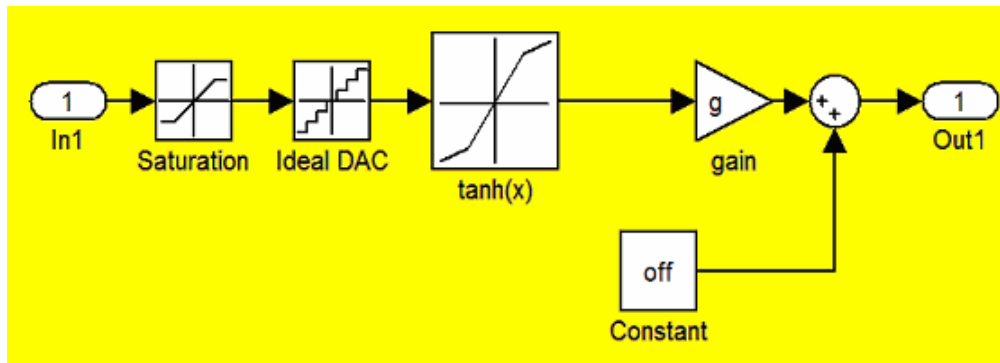 1
In1
Saturation
Ideal DAC
tanh(x)
g
gain
+
+
1
Out1
off
Constant